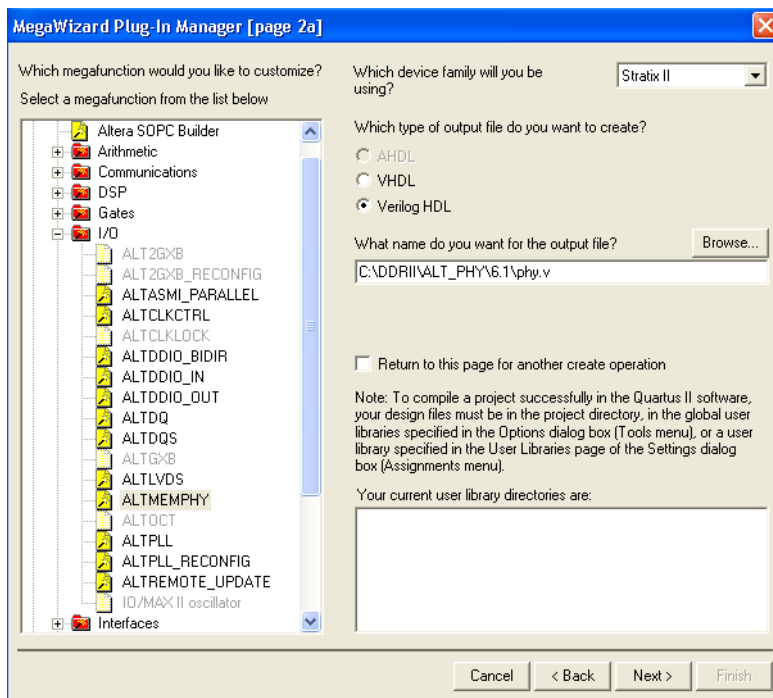 MegaWizard Plug-In Manager [page 2a]
Which megafunction would you like to customize?
Select a megafunction from the list below
Altera SOPC Builder
Arithmetic
Communications
DSP
Gates
I/O
ALT2GXB
ALT2GXB_RECONFIG
ALTASMI_PARALLEL
ALTCLKCTRL
ALTCLKLOCK
ALTDDIO_BIDIR
ALTDDIO_IN
ALTDDIO_OUT
ALTDQ
ALTDQS
ALTGXB
ALTLVDS
ALTMEMPHY
ALTOCT
ALTPLL
ALTPLL_RECONFIG
ALTREMOTE_UPDATE
IO/MAX II oscillator
Interfaces
Which device family will you be
using?
Stratix II
Which type of output file do you want to create?
AHDL
VHDL
Verilog HDL
What name do you want for the output file?
Browse...
C:\DDRII\ALT_PHY\6.1\phy.v
Return to this page for another create operation
Note: To compile a project successfully in the Quartus II software,
your design files must be in the project directory, in the global user
libraries specified in the Options dialog box (Tools menu), or a user
library specified in the User Libraries page of the Settings dialog
box (Assignments menu).
Your current user library directories are:
Cancel
< Back
Next >
Finish